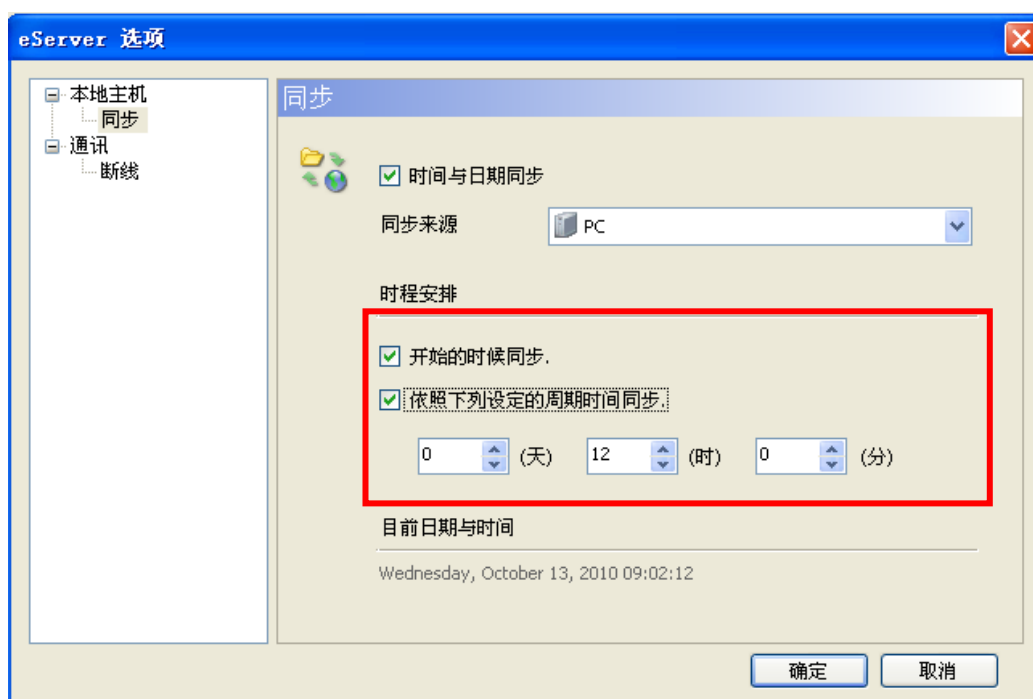 eServer 选项
本地主机
同步
通讯
断线
同步
时间与日期同步
同步来源 PC
时程安排
开始的时候同步.
依照下列设定的周期时间同步.
0 (天) 12 (时) 0 (分)
目前日期与时间
Wednesday, October 13, 2010 09:02:12
确定 取消